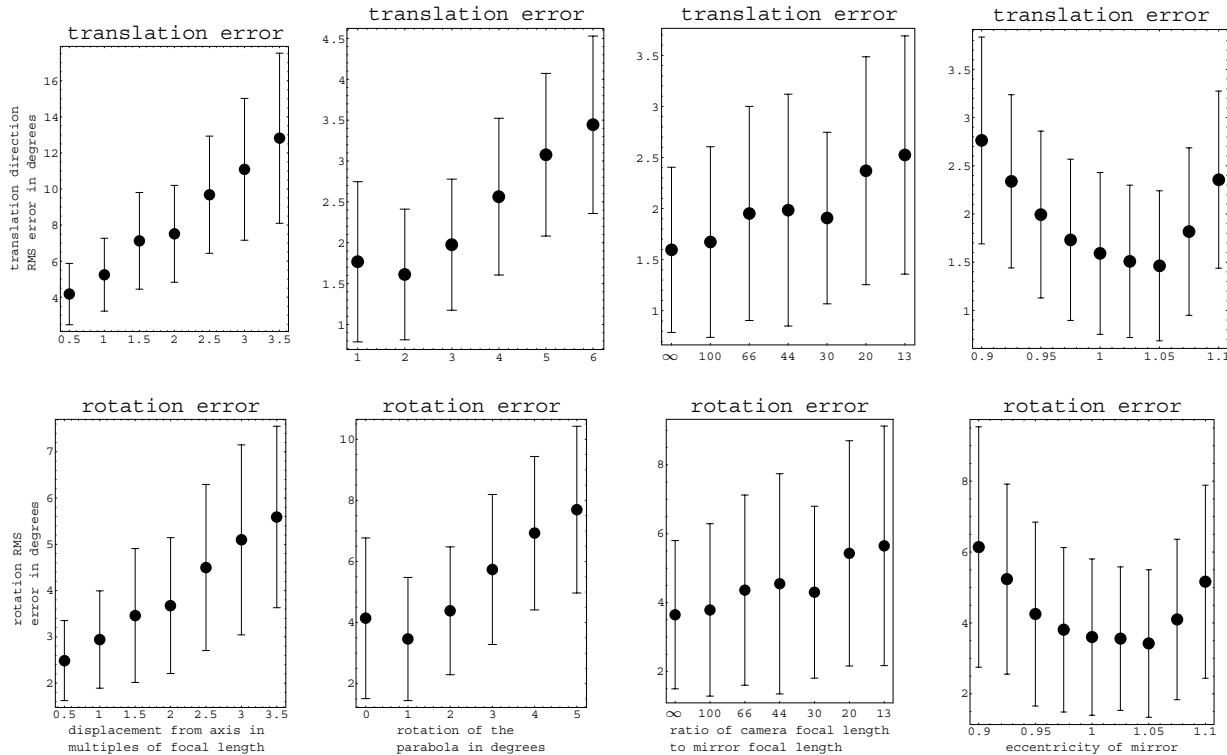 translation error
translation error
translation error
translation error
translation direction
RMS error in degrees
16
14
12
10
8
6
4
0.5 1 1.5 2 2.5 3 3.5
4.5
4
3.5
3
2.5
2
1.5
1
1 2 3 4 5 6
3.5
3
2.5
2
1.5
1
∞ 100 66 44 30 20 13
3.5
3
2.5
2
1.5
1
0.9 0.95 1 1.05 1.1
rotation error
rotation error
rotation error
rotation error
rotation RMS
error in degrees
7
6
5
4
3
2
0.5 1 1.5 2 2.5 3 3.5
displacement from axis in
multiples of focal length
10
8
6
4
2
0 1 2 3 4 5
rotation of the
parabola in degrees
8
6
4
2
∞ 100 66 44 30 20 13
ratio of camera focal length
to mirror focal length
8
6
4
2
0.9 0.95 1 1.05 1.1
eccentricity of mirror